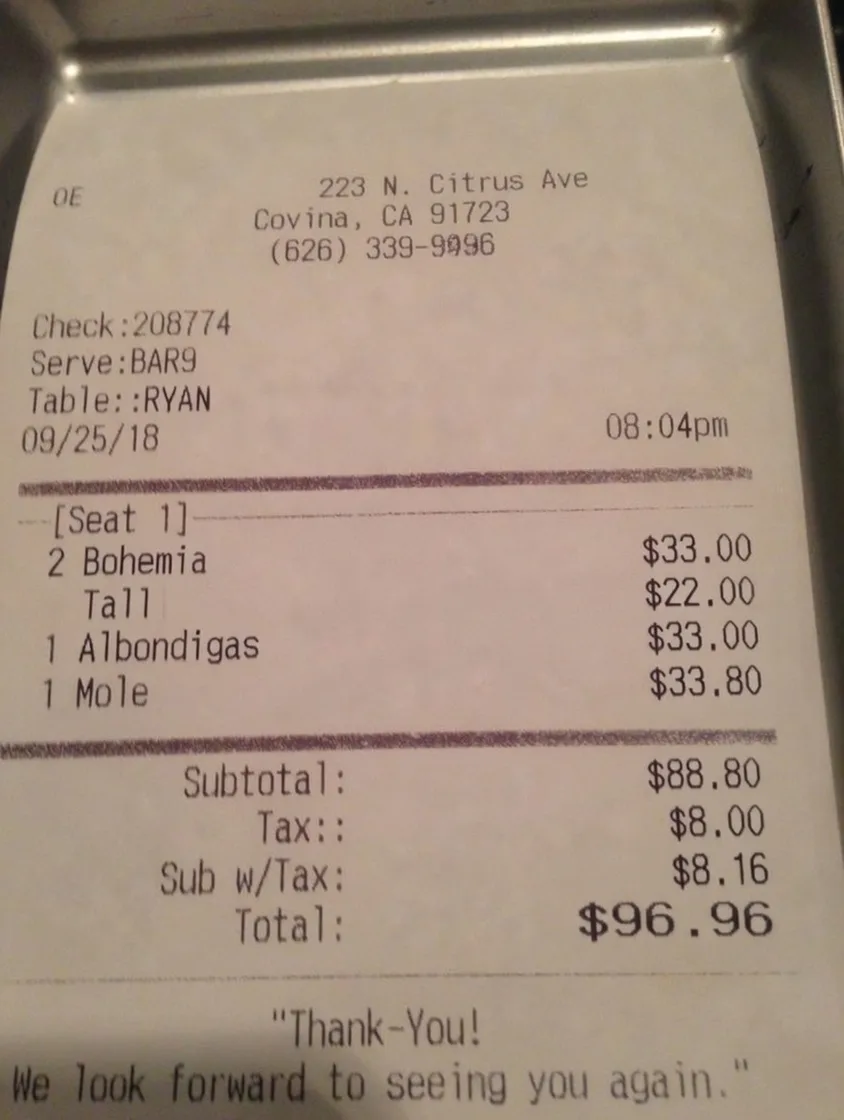 OE
223 N. Citrus Ave
Covina, CA 91723
(626) 339-9996
Check:208774
Serve:BAR9
Table::RYAN
09/25/18 08:04pm
[Seat 1]
2 Bohemia $33.00
Tall $22.00
1 Albondigas $33.00
1 Mole $33.80
Subtotal: $88.80
Tax:: $8.00
Sub w/Tax: $8.16
Total: $96.96
"Thank-You!
We look forward to seeing you again."